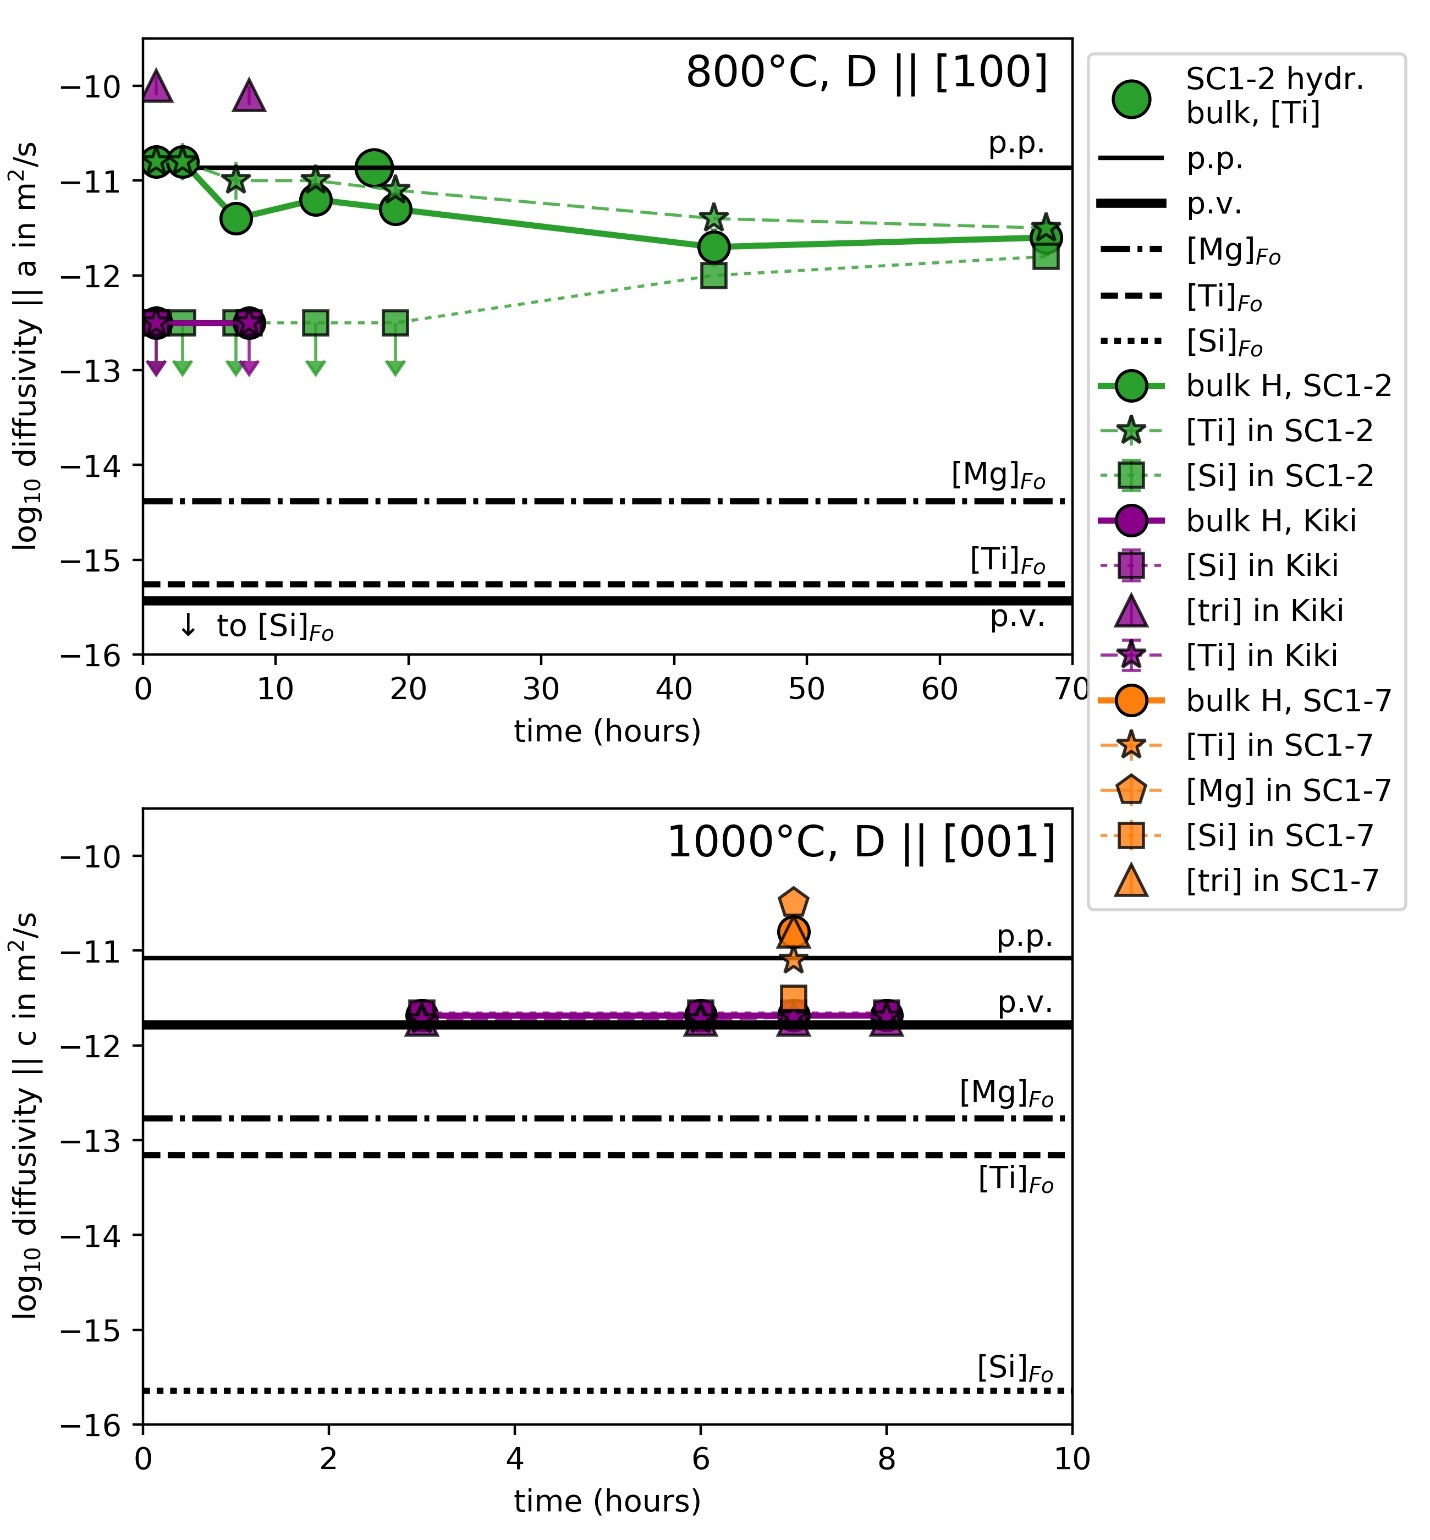 800°C, D || [100]
−10
p.p.
−11
−12
−13
−14
[Mg]Fo
−15
[Ti]Fo
p.v.
↓ to [Si]Fo
−16
log10 diffusivity || a in m²/s
0 10 20 30 40 50 60 70
time (hours)
SC1-2 hydr.
bulk, [Ti]
p.p.
p.v.
[Mg]Fo
[Ti]Fo
[Si]Fo
bulk H, SC1-2
[Ti] in SC1-2
[Si] in SC1-2
bulk H, Kiki
[Si] in Kiki
[tri] in Kiki
[Ti] in Kiki
bulk H, SC1-7
[Ti] in SC1-7
[Mg] in SC1-7
[Si] in SC1-7
[tri] in SC1-7
1000°C, D || [001]
−10
p.p.
−11
p.v.
−12
[Mg]Fo
−13
[Ti]Fo
−14
−15
[Si]Fo
−16
log10 diffusivity || c in m²/s
0 2 4 6 8 10
time (hours)